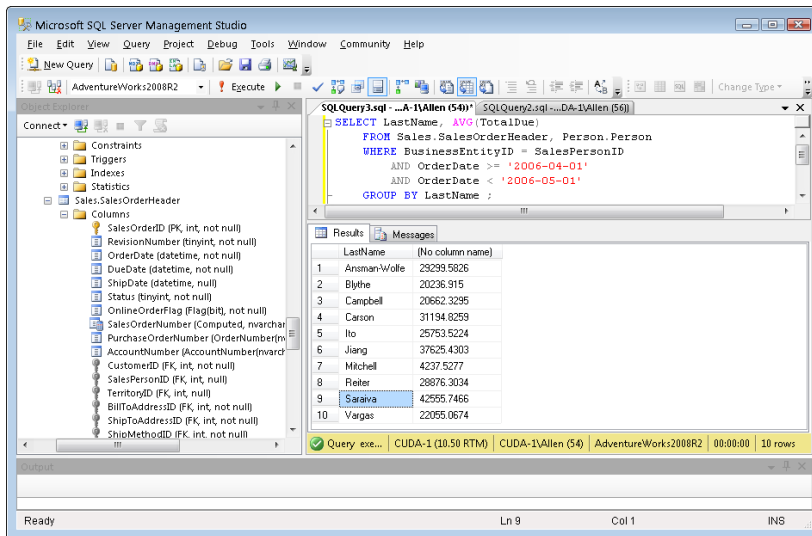 Microsoft SQL Server Management Studio
File Edit View Query Project Debug Tools Window Community Help
New Query
AdventureWorks2008R2 Execute Change Type
Object Explorer
Connect
Constraints
Triggers
Indexes
Statistics
Sales.SalesOrderHeader
Columns
SalesOrderID (PK, int, not null)
RevisionNumber (tinyint, not null)
OrderDate (datetime, not null)
DueDate (datetime, not null)
ShipDate (datetime, null)
Status (tinyint, not null)
OnlineOrderFlag (Flag(bit), not null)
SalesOrderNumber (Computed, nvarchar
PurchaseOrderNumber (OrderNumber(nv
AccountNumber (AccountNumber(nvarch
CustomerID (FK, int, not null)
SalesPersonID (FK, int, null)
TerritoryID (FK, int, null)
BillToAddressID (FK, int, not null)
ShipToAddressID (FK, int, not null)
ShipMethodID (FK, int, not null)
SQLQuery3.sql - ...A-1\Allen (54))* SQLQuery2.sql -...DA-1\Allen (56))
SELECT LastName, AVG(TotalDue)
FROM Sales.SalesOrderHeader, Person.Person
WHERE BusinessEntityID = SalesPersonID
AND OrderDate >= '2006-04-01'
AND OrderDate < '2006-05-01'
GROUP BY LastName ;
Results Messages
LastName (No column name)
1 Ansman-Wolfe 29299.5826
2 Blythe 20236.915
3 Campbell 20662.3295
4 Carson 31194.8259
5 Ito 25753.5224
6 Jiang 37625.4303
7 Mitchell 4237.5277
8 Reiter 28876.3034
9 Saraiva 42555.7466
10 Vargas 22055.0674
Query exe... CUDA-1 (10.50 RTM) CUDA-1\Allen (54) AdventureWorks2008R2 00:00:00 10 rows
Output
Ready Ln 9 Col 1 INS